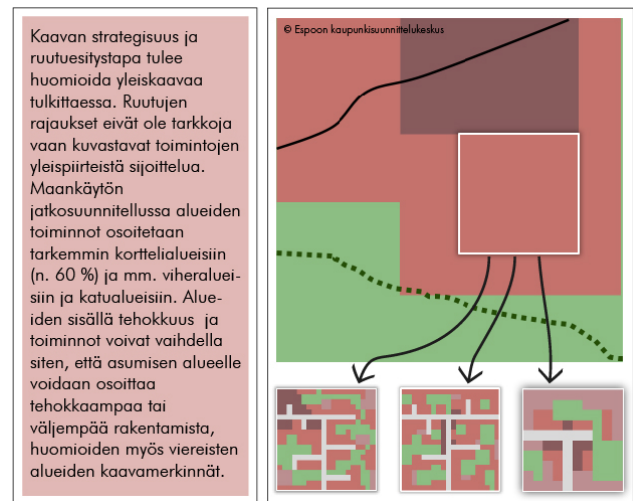 Kaavan strategisuus ja
ruutuesitystapa tulee
huomioida yleiskaavaa
tulkittaessa. Ruutujen
rajaukset eivät ole tarkkoja
vaan kuvastavat toimintojen
yleispiirteistä sijoittelua.
Maankäytön
jatkosuunnitellussa alueiden
toiminnot osoitetaan
tarkemmin korttelialueisiin
(n. 60 %) ja mm. viheraluei-
siin ja katualueisiin. Alue-
iden sisällä tehokkuus ja
toiminnot voivat vaihdella
siten, että asumisen alueelle
voidaan osoittaa
tehokkaampaa tai
väljempää rakentamista,
huomioiden myös viereisten
alueiden kaavamerkinnät.
© Espoon kaupunkisuunnittelukeskus